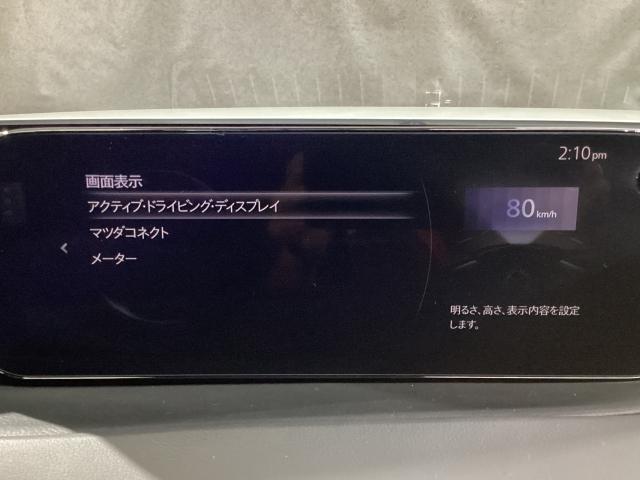 2:10pm
画面表示
アクティブ・ドライビング・ディスプレイ
80km/h
マツダコネクト
メーター
明るさ、高さ、表示内容を設定
します。